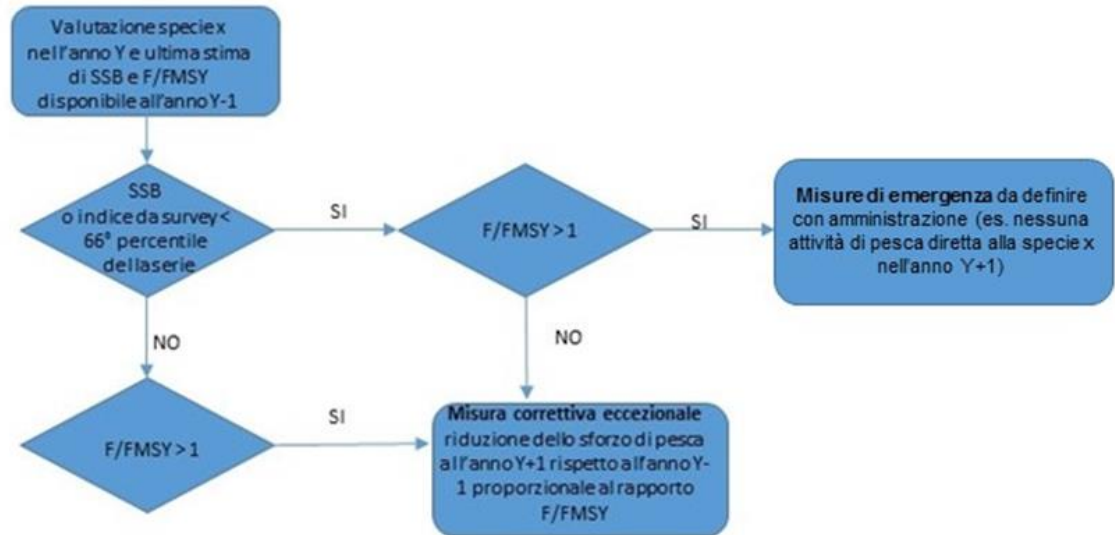 Valutazione specie x
nell'anno Y e ultima stima
di SSB e F/FMSY
disponibile all'anno Y-1
SSB
o indice da survey <
66° percentile
della serie
SI
F/FMSY > 1
SI
Misure di emergenza da definire
con amministrazione (es. nessuna
attività di pesca diretta alla specie x
nell'anno Y+1)
NO
NO
F/FMSY > 1
SI
Misura correttiva eccezionale
riduzione dello sforzo di pesca
all'anno Y+1 rispetto all'anno Y-
1 proporzionale al rapporto
F/FMSY